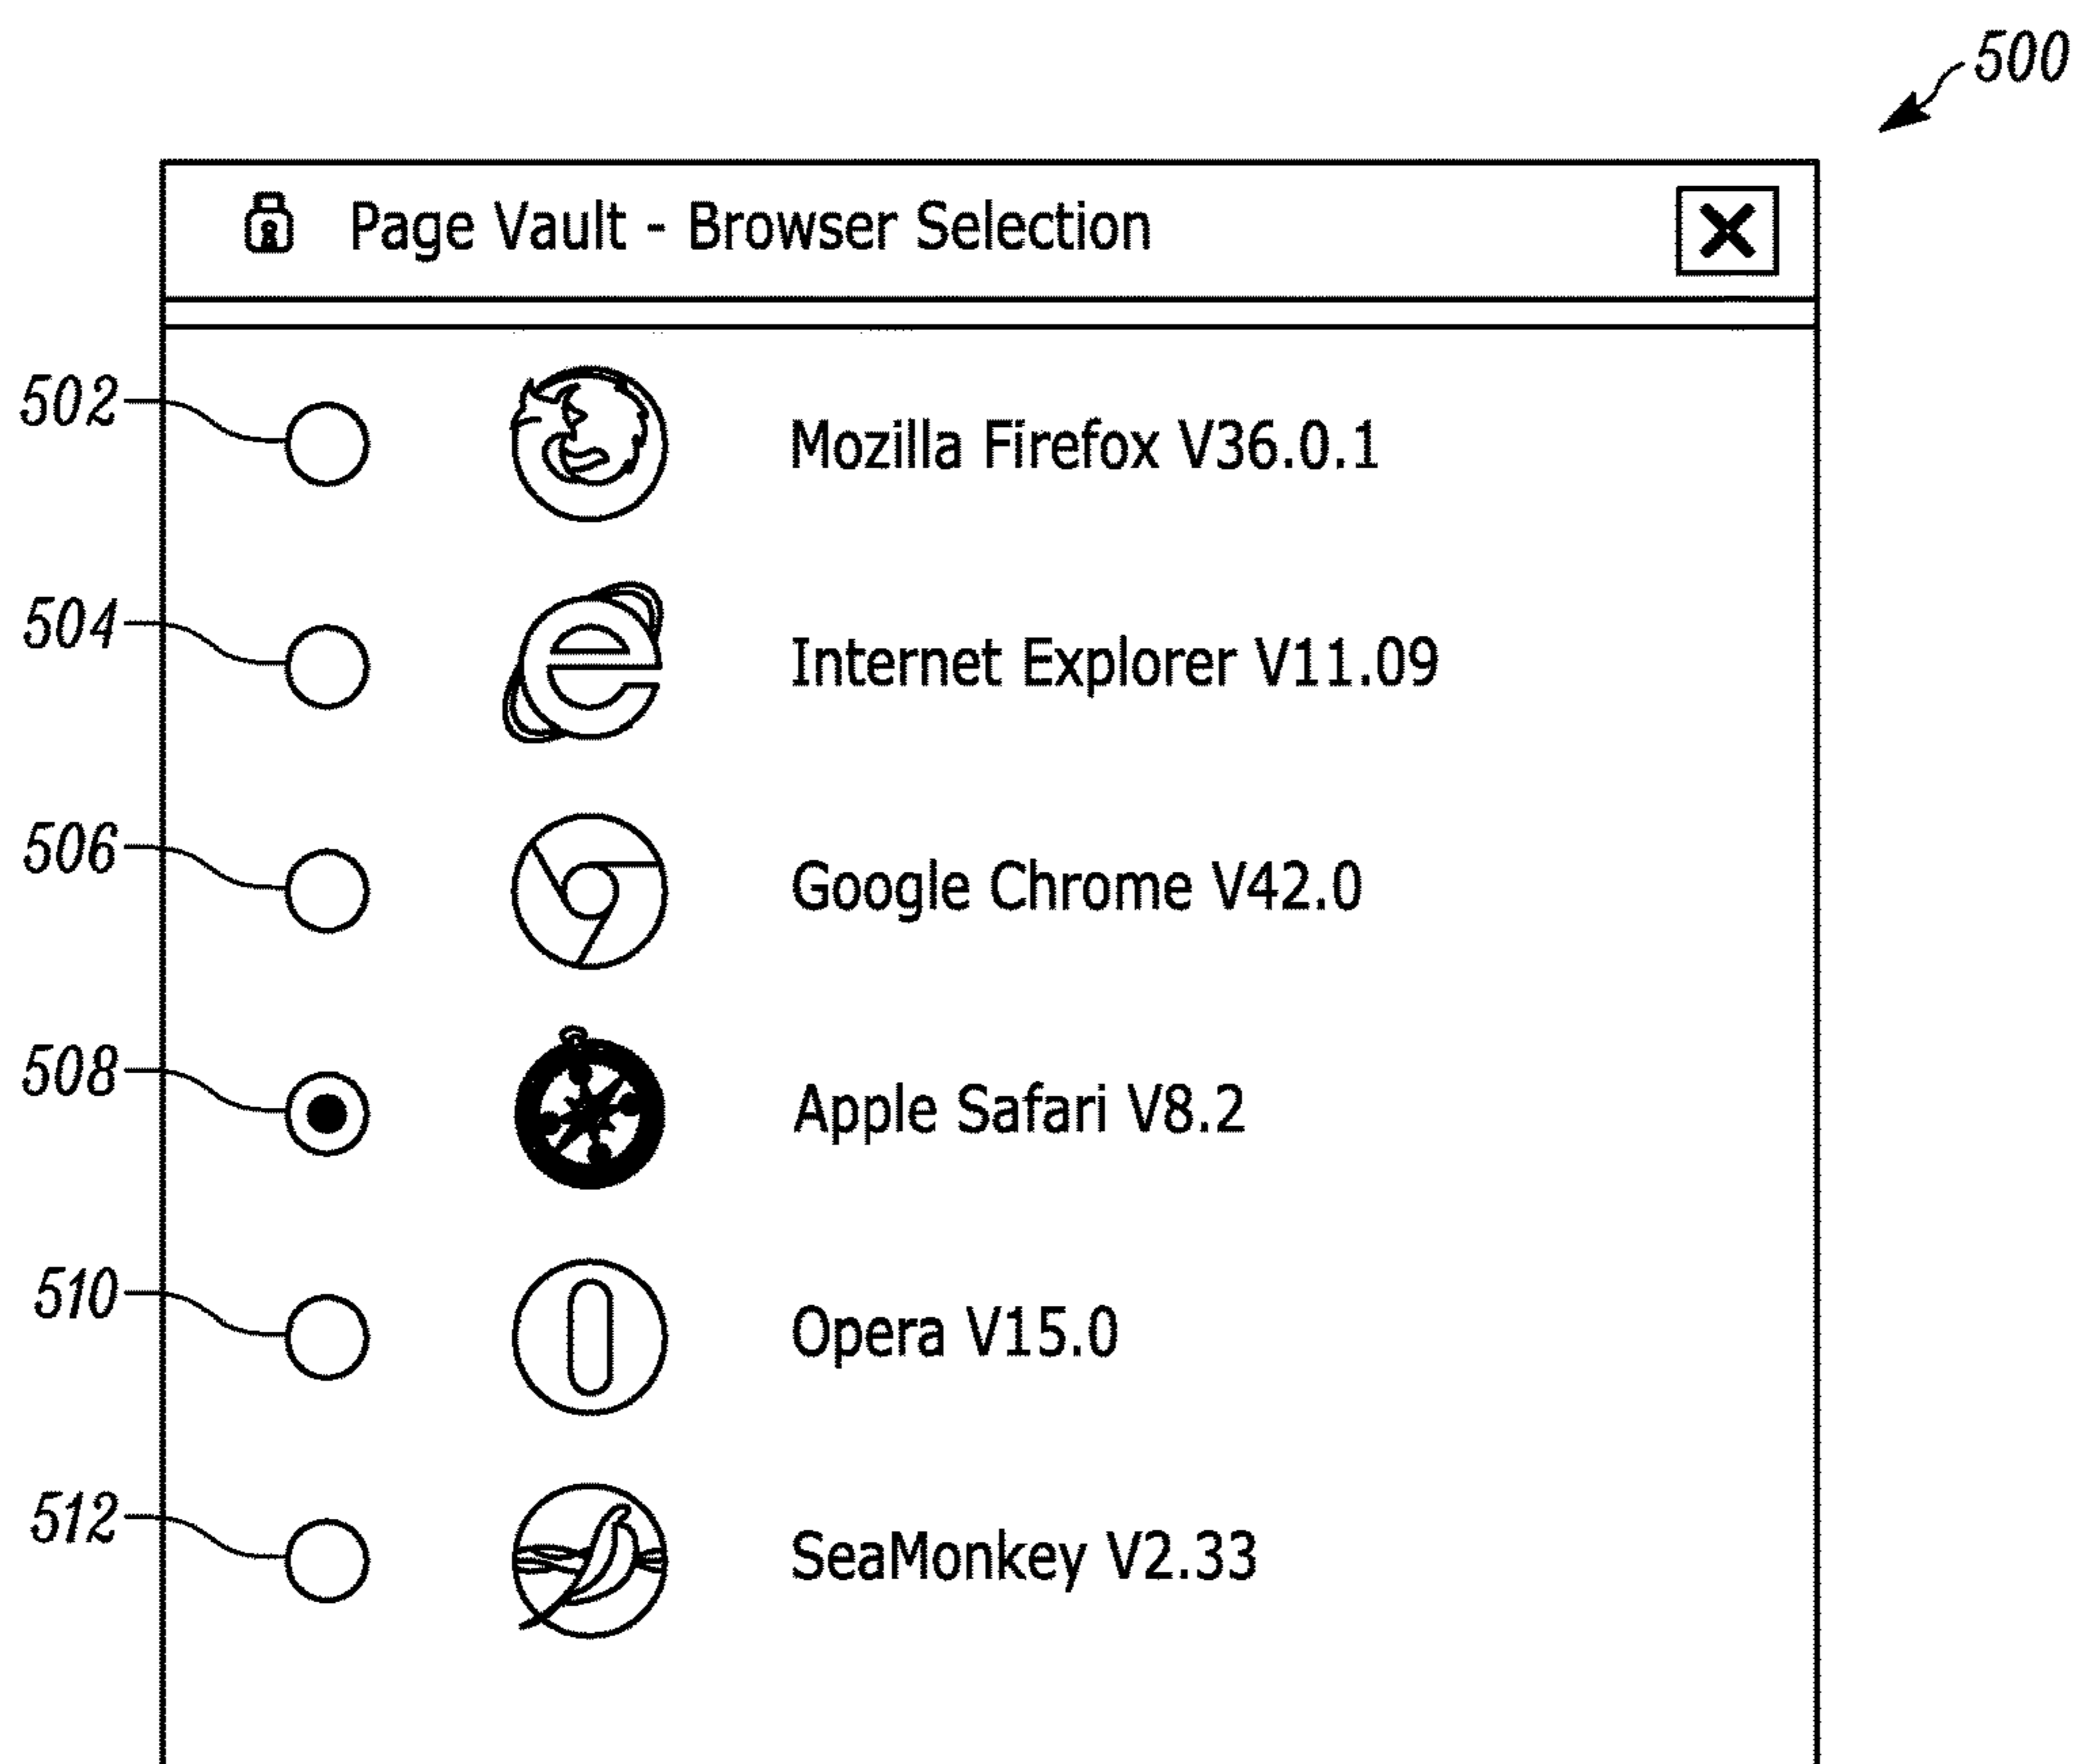 500
Page Vault - Browser Selection
502 Mozilla Firefox V36.0.1
504 Internet Explorer V11.09
506 Google Chrome V42.0
508 Apple Safari V8.2
510 Opera V15.0
512 SeaMonkey V2.33